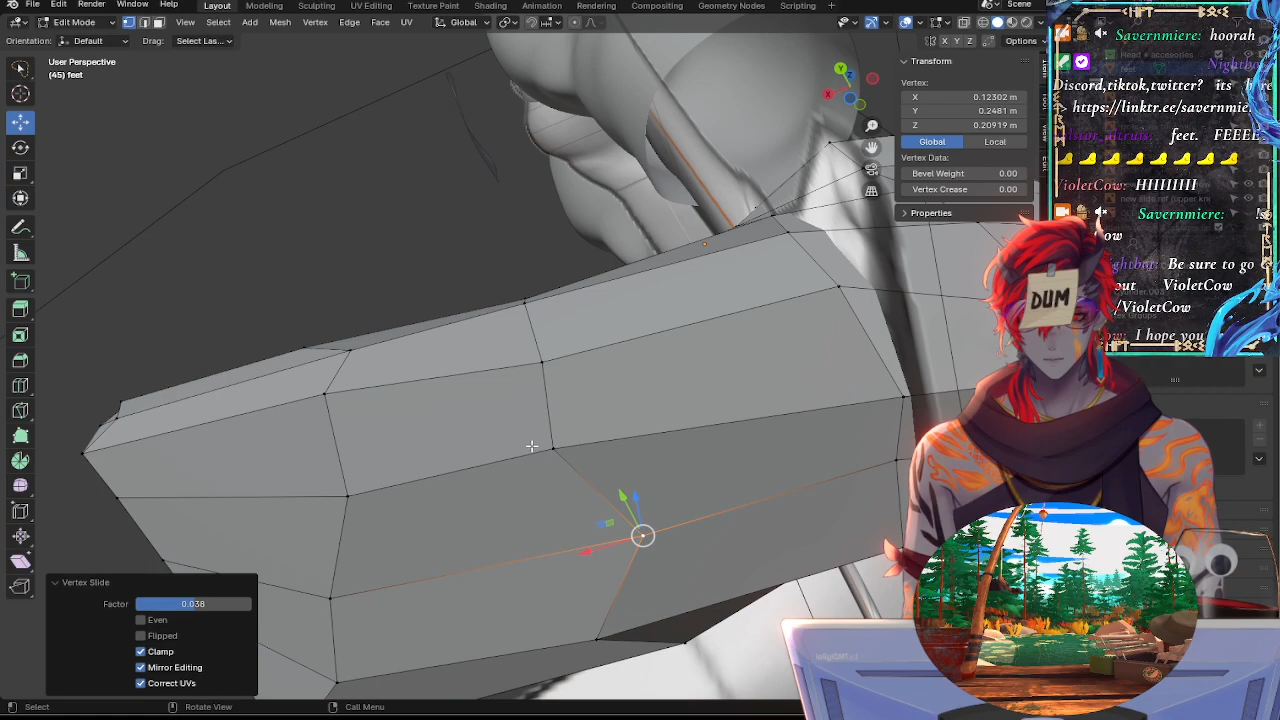 File Edit Render Window Help Layout Modeling Sculpting UV Editing Texture Paint Shading Animation Rendering Compositing Geometry Nodes Scripting + Scene
Edit Mode View Select Add Mesh Vertex Edge Face UV Global
Orientation: Default Drag: Select Las... X Y Z Options
User Perspective
(45) feet
Transform
Vertex:
X 0.12302 m
Y 0.2481 m
Z 0.20919 m
Global Local
Vertex Data:
Bevel Weight 0.00
Vertex Crease 0.00
Properties
Savernmiere: hoorah
Discord,tiktok,twitter? its here
> https://linktr.ee/savernmie,
feet. FEEEE
VioletCow: HIIIIIIII
Savernmiere:
Be sure to go
VioletCow
/VioletCow
I hope you
DUM
Vertex Slide
Factor 0.038
Even
Flipped
Clamp
Mirror Editing
Correct UVs
Select Rotate View Call Menu